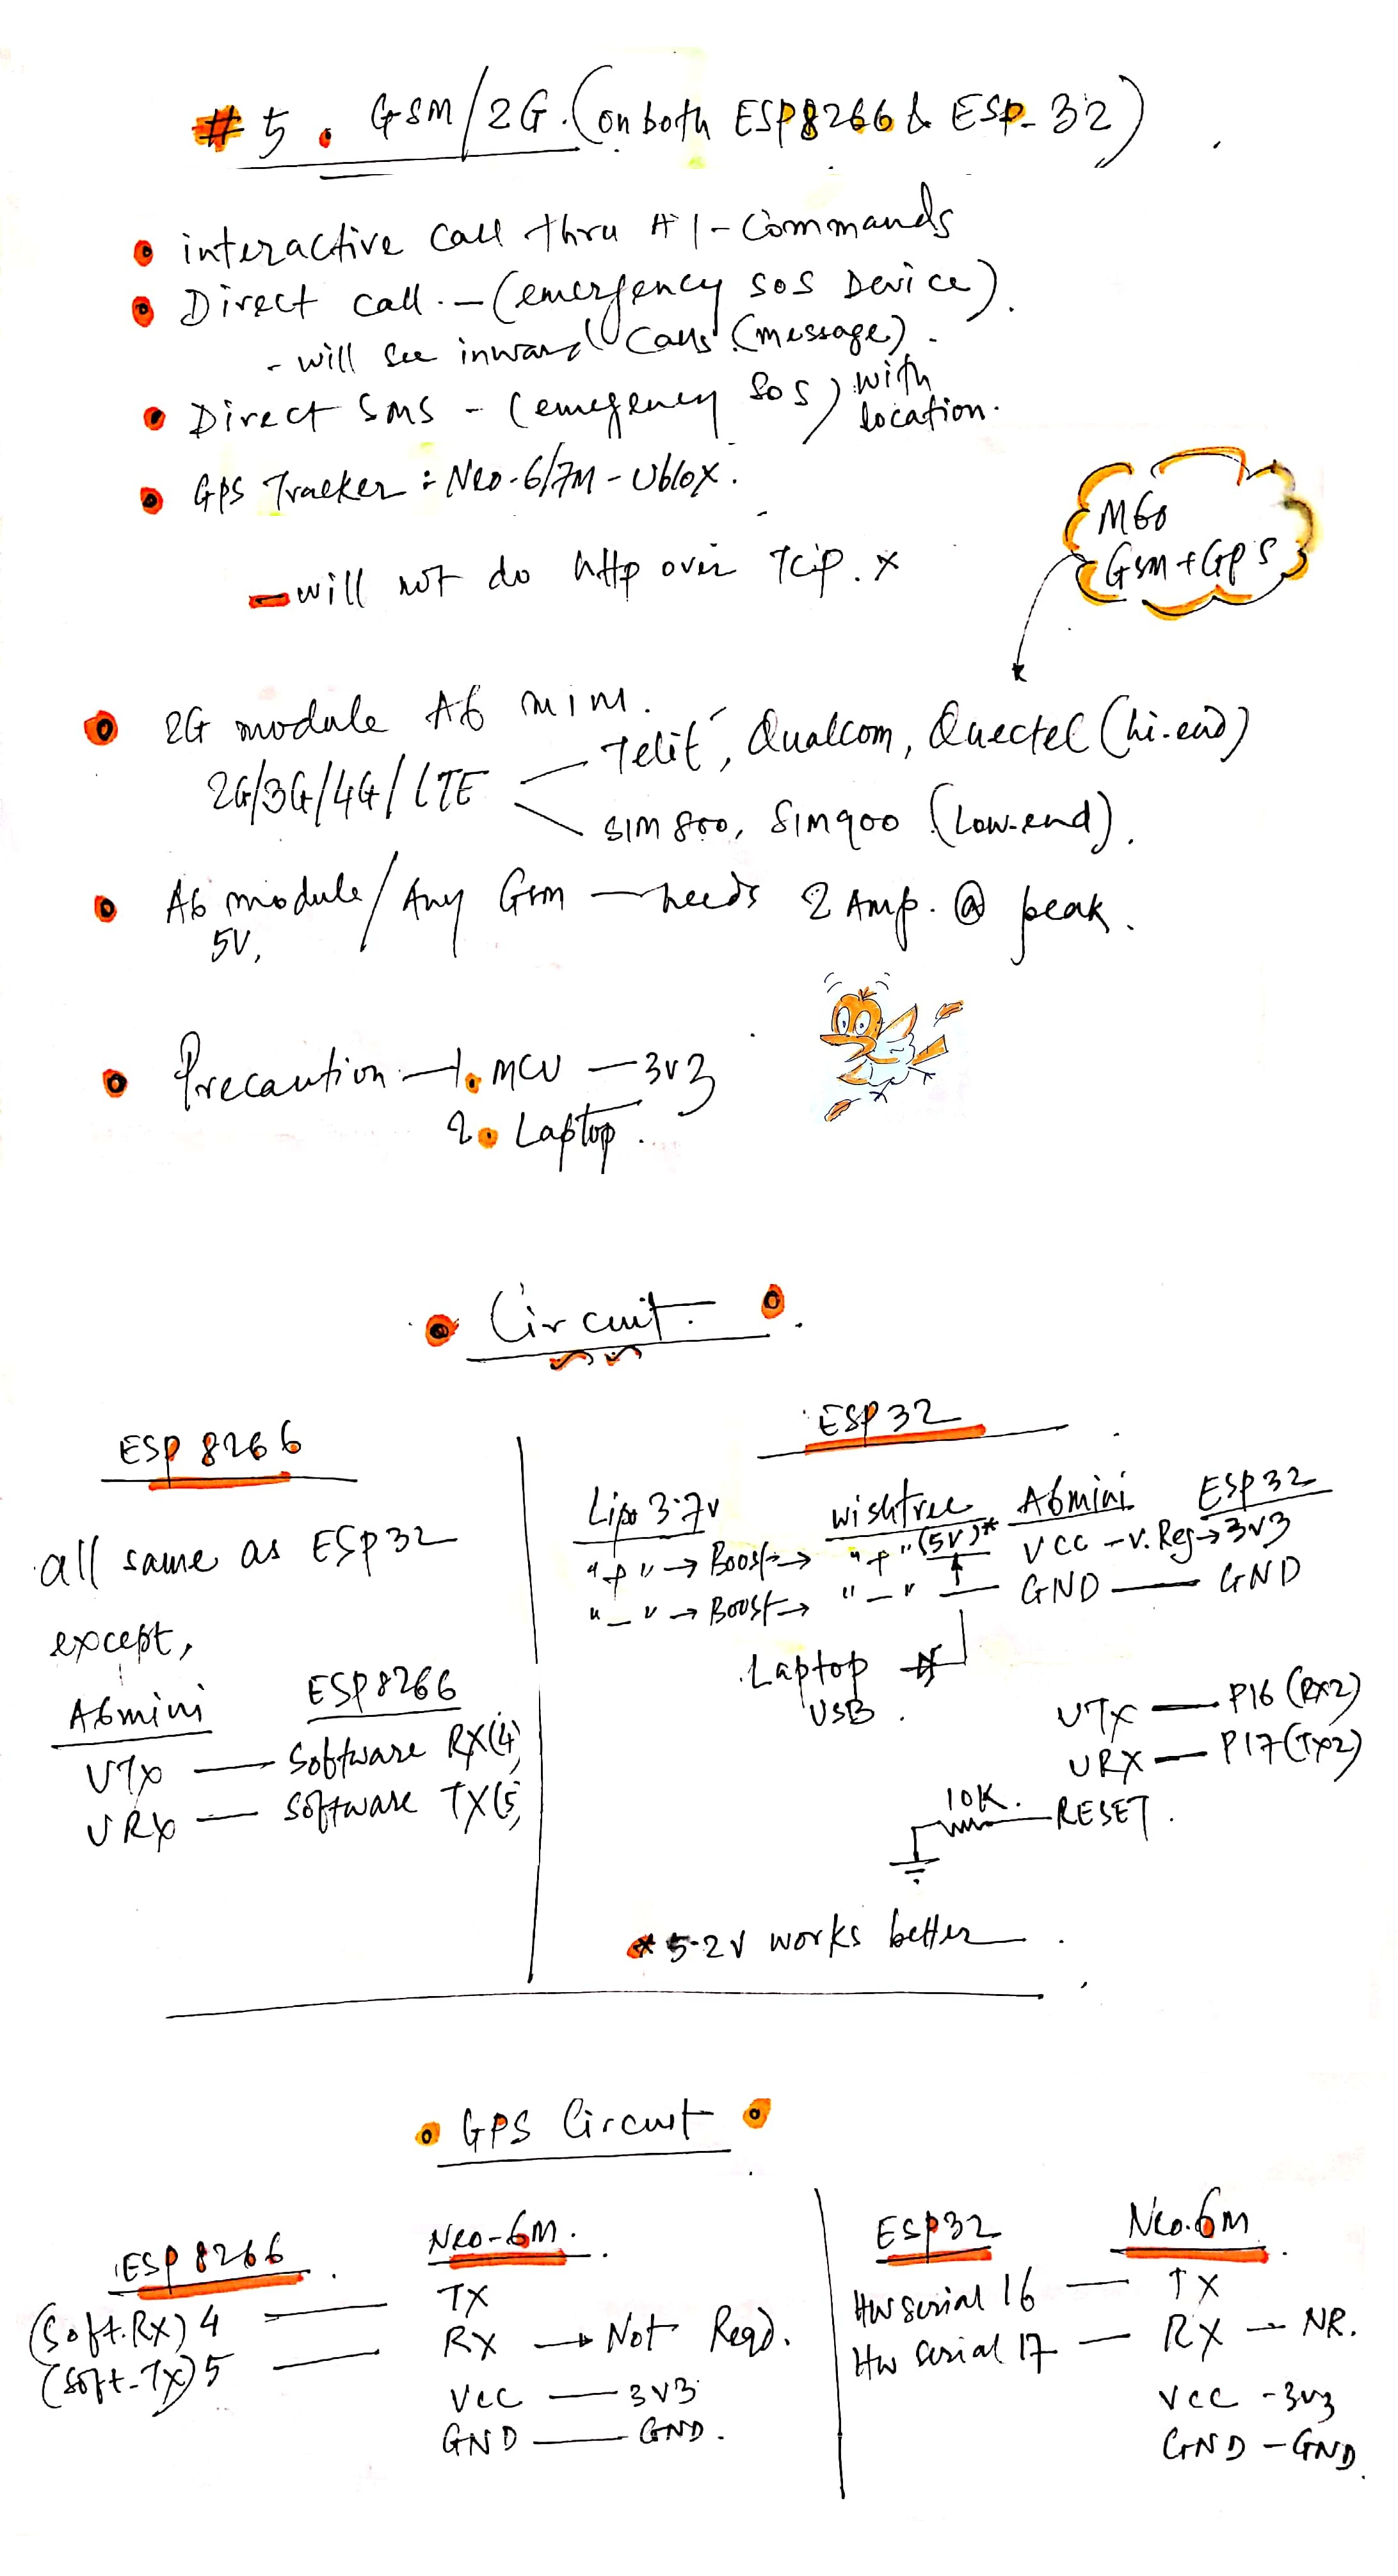 # 5. GSM/2G. (on both ESP8266 & ESP-32)
interactive call thru AT-Commands
Direct call. - (emergency SOS Device).
- will see inward calls (message).
Direct SMS - (emergency SOS) with location.
GPS Tracker : Neo-6/7M - Ublox.
M60
GSM + GPS
- will not do http over Tcip. x
2G module A6 mini.
2G/3G/4G/LTE
Telit, Qualcom, Quectel (hi-end)
SIM 800, Sim900 (Low-end).
A6 module / Any GSM - needs 2 Amp. @ peak.
5V,
Precaution - 1. MCU - 3v3
2. Laptop.
Circuit.
ESP 8266
all same as ESP32
except,
A6mini ESP8266
UTX — Software RX(4)
URX — Software TX(5)
ESP32
Lipo 3.7v wishtree A6mini ESP32
"+" → Boost → "+" (5V)* VCC - V. Reg → 3v3
"-" → Boost → "-" — GND — GND
Laptop
USB.
UTX — P16 (RX2)
URX — P17 (TX2)
10K. RESET.
* 5.2V works better.
GPS Circuit
ESP 8266. Neo-6M.
(Soft.RX) 4 — TX
(Soft-TX) 5 — RX → Not Reqd.
VCC — 3V3
GND — GND.
ESP32 Neo.6M
HW serial 16 — TX
HW serial 17 — RX — NR.
VCC - 3v3
GND - GND.